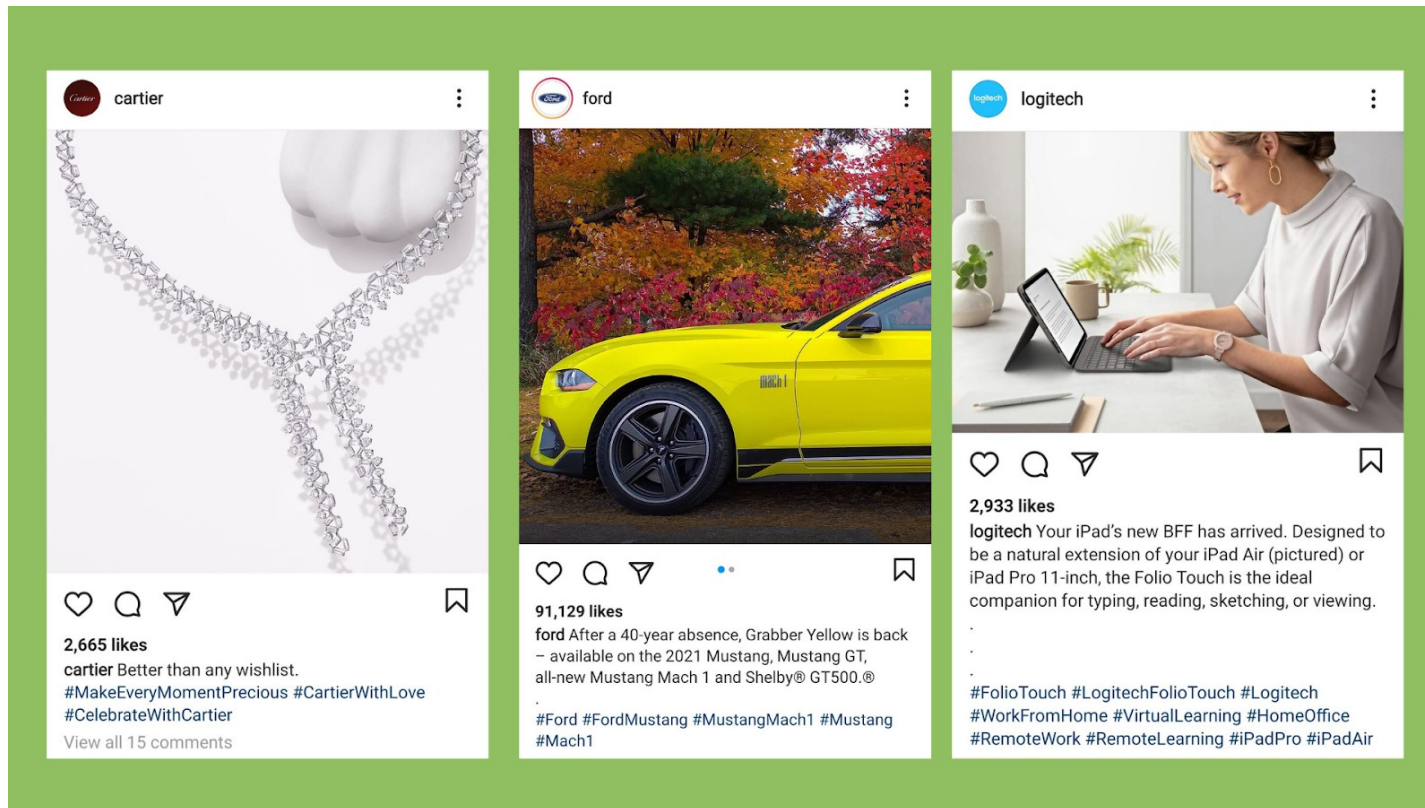 Cartier
cartier
2,665 likes
cartier Better than any wishlist.
#MakeEveryMomentPrecious #CartierWithLove
#CelebrateWithCartier
View all 15 comments
Ford
ford
mach 1
91,129 likes
ford After a 40-year absence, Grabber Yellow is back
– available on the 2021 Mustang, Mustang GT,
all-new Mustang Mach 1 and Shelby® GT500.®
.
#Ford #FordMustang #MustangMach1 #Mustang
#Mach1
logitech
logitech
2,933 likes
logitech Your iPad’s new BFF has arrived. Designed to
be a natural extension of your iPad Air (pictured) or
iPad Pro 11-inch, the Folio Touch is the ideal
companion for typing, reading, sketching, or viewing.
.
.
.
#FolioTouch #LogitechFolioTouch #Logitech
#WorkFromHome #VirtualLearning #HomeOffice
#RemoteWork #RemoteLearning #iPadPro #iPadAir